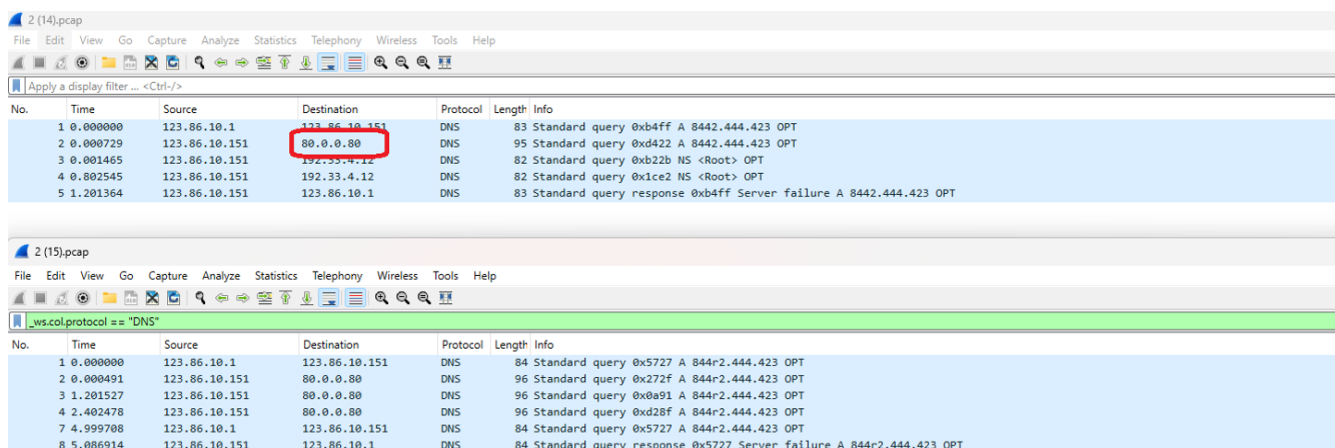 2 (14).pcap
File Edit View Go Capture Analyze Statistics Telephony Wireless Tools Help
Apply a display filter ... <Ctrl-/>
No. Time Source Destination Protocol Length Info
1 0.000000 123.86.10.1 123.86.10.151 DNS 83 Standard query 0xb4ff A 8442.444.423 OPT
2 0.000729 123.86.10.151 80.0.0.80 DNS 95 Standard query 0xd422 A 8442.444.423 OPT
3 0.001465 123.86.10.151 192.33.4.12 DNS 82 Standard query 0xb22b NS <Root> OPT
4 0.802545 123.86.10.151 192.33.4.12 DNS 82 Standard query 0x1ce2 NS <Root> OPT
5 1.201364 123.86.10.151 123.86.10.1 DNS 83 Standard query response 0xb4ff Server failure A 8442.444.423 OPT
2 (15).pcap
File Edit View Go Capture Analyze Statistics Telephony Wireless Tools Help
_ws.col.protocol == "DNS"
No. Time Source Destination Protocol Length Info
1 0.000000 123.86.10.1 123.86.10.151 DNS 84 Standard query 0x5727 A 844r2.444.423 OPT
2 0.000491 123.86.10.151 80.0.0.80 DNS 96 Standard query 0x272f A 844r2.444.423 OPT
3 1.201527 123.86.10.151 80.0.0.80 DNS 96 Standard query 0x0a91 A 844r2.444.423 OPT
4 2.402478 123.86.10.151 80.0.0.80 DNS 96 Standard query 0xd28f A 844r2.444.423 OPT
7 4.999708 123.86.10.1 123.86.10.151 DNS 84 Standard query 0x5727 A 844r2.444.423 OPT
8 5.086914 123.86.10.151 123.86.10.1 DNS 84 Standard query response 0x5727 Server failure A 844r2.444.423 OPT